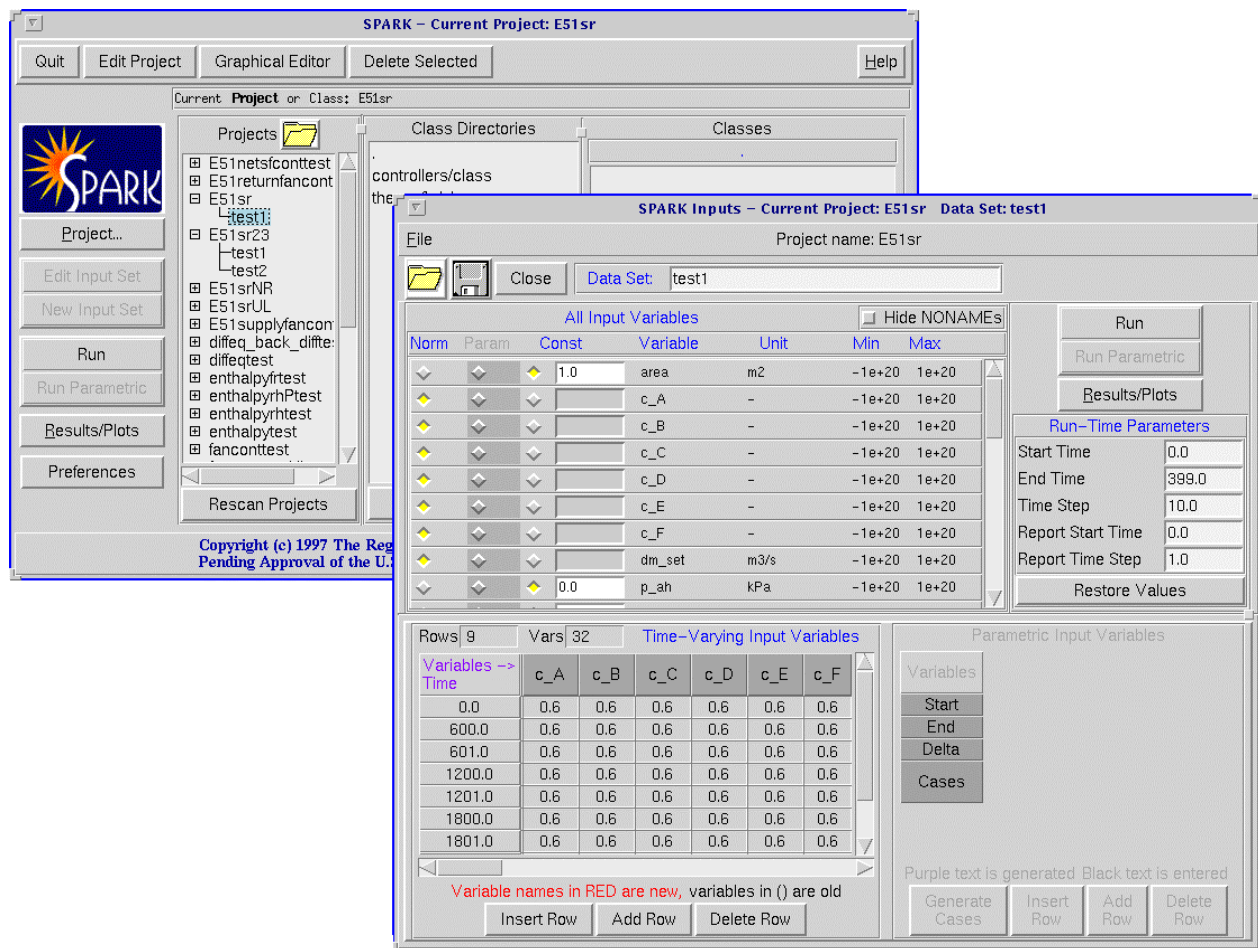 SPARK – Current Project: E51sr
Quit
Edit Project
Graphical Editor
Delete Selected
Help
Current Project or Class: E51sr
SPARK
Project...
Edit Input Set
New Input Set
Run
Run Parametric
Results/Plots
Preferences
Projects
E51netsfconttest
E51returnfancont
E51sr
test1
E51sr23
test1
test2
E51srNR
E51srUL
E51supplyfancon
diffeq_back_diffte
diffeqtest
enthalpyfrtest
enthalpyrhPtest
enthalpyrhtest
enthalpytest
fanconttest
Rescan Projects
Class Directories
.
controllers/class
Classes
.
Copyright (c) 1997 The Reg
Pending Approval of the U.S
SPARK Inputs – Current Project: E51sr Data Set: test1
File
Project name: E51sr
Close
Data Set: test1
All Input Variables
Hide NONAMEs
Norm Param Const Variable Unit Min Max
1.0 area m2 -1e+20 1e+20
c_A - -1e+20 1e+20
c_B - -1e+20 1e+20
c_C - -1e+20 1e+20
c_D - -1e+20 1e+20
c_E - -1e+20 1e+20
c_F - -1e+20 1e+20
dm_set m3/s -1e+20 1e+20
0.0 p_ah kPa -1e+20 1e+20
Run
Run Parametric
Results/Plots
Run–Time Parameters
Start Time 0.0
End Time 399.0
Time Step 10.0
Report Start Time 0.0
Report Time Step 1.0
Restore Values
Rows 9 Vars 32 Time–Varying Input Variables
Variables –>
Time
c_A c_B c_C c_D c_E c_F
0.0 0.6 0.6 0.6 0.6 0.6 0.6
600.0 0.6 0.6 0.6 0.6 0.6 0.6
601.0 0.6 0.6 0.6 0.6 0.6 0.6
1200.0 0.6 0.6 0.6 0.6 0.6 0.6
1201.0 0.6 0.6 0.6 0.6 0.6 0.6
1800.0 0.6 0.6 0.6 0.6 0.6 0.6
1801.0 0.6 0.6 0.6 0.6 0.6 0.6
Variable names in RED are new, variables in () are old
Insert Row
Add Row
Delete Row
Parametric Input Variables
Variables
Start
End
Delta
Cases
Purple text is generated Black text is entered
Generate
Cases
Insert
Row
Add
Row
Delete
Row